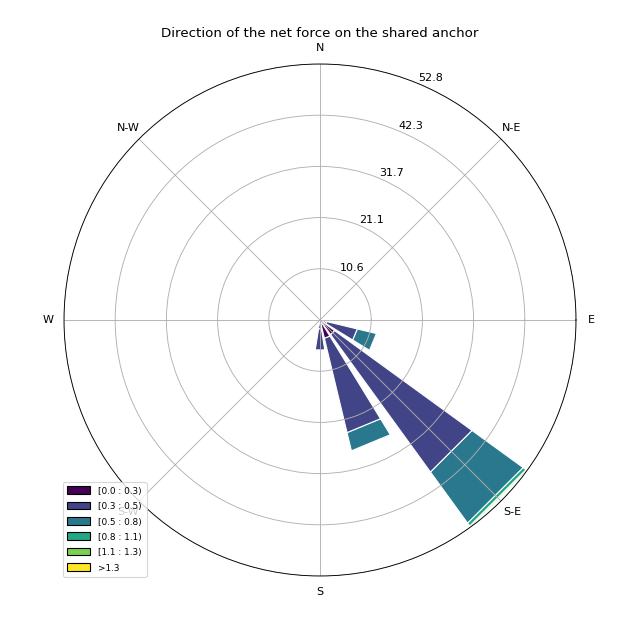 Direction of the net force on the shared anchor
N
52.8
N-W
42.3
N-E
31.7
21.1
10.6
W
E
[0.0 : 0.3)
[0.3 : 0.5)
S-W
S-E
[0.5 : 0.8)
[0.8 : 1.1)
[1.1 : 1.3)
>1.3
S